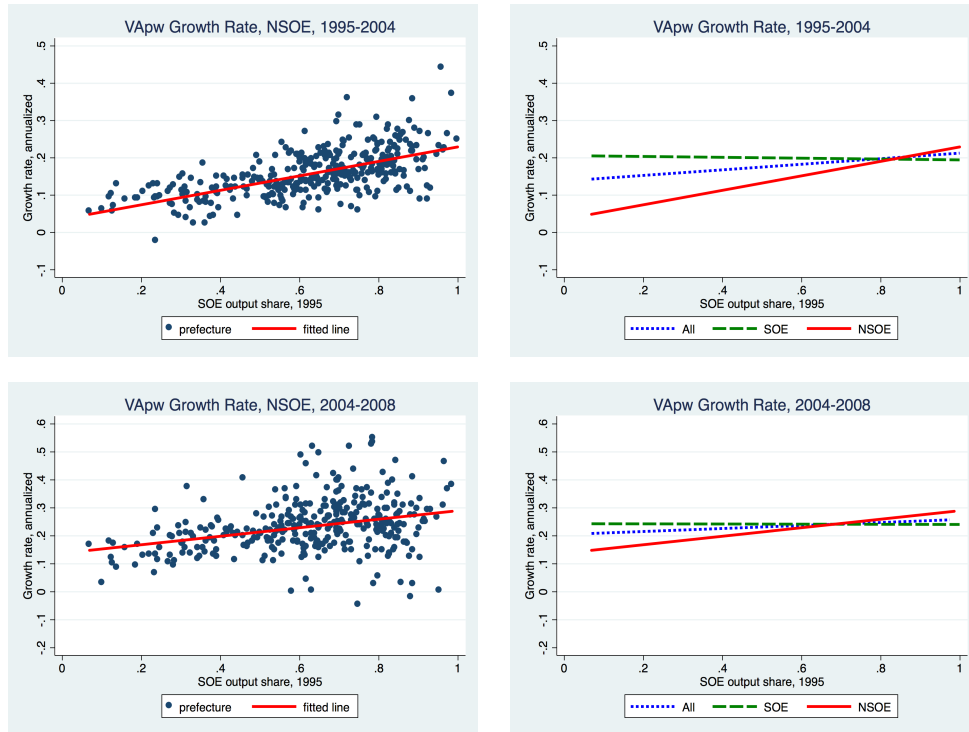 VApw Growth Rate, NSOE, 1995-2004
Growth rate, annualized
.5
.4
.3
.2
.1
0
-.1
0 .2 .4 .6 .8 1
SOE output share, 1995
prefecture fitted line
VApw Growth Rate, 1995-2004
Growth rate, annualized
.5
.4
.3
.2
.1
0
-.1
0 .2 .4 .6 .8 1
SOE output share, 1995
All SOE NSOE
VApw Growth Rate, NSOE, 2004-2008
Growth rate, annualized
.6
.5
.4
.3
.2
.1
0
-.1
-.2
0 .2 .4 .6 .8 1
SOE output share, 1995
prefecture fitted line
VApw Growth Rate, 2004-2008
Growth rate, annualized
.6
.5
.4
.3
.2
.1
0
-.1
-.2
0 .2 .4 .6 .8 1
SOE output share, 1995
All SOE NSOE